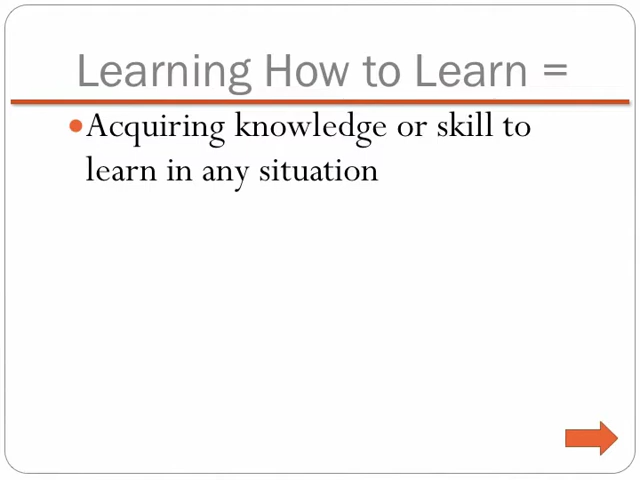 Learning How to Learn =
•Acquiring knowledge or skill to
learn in any situation